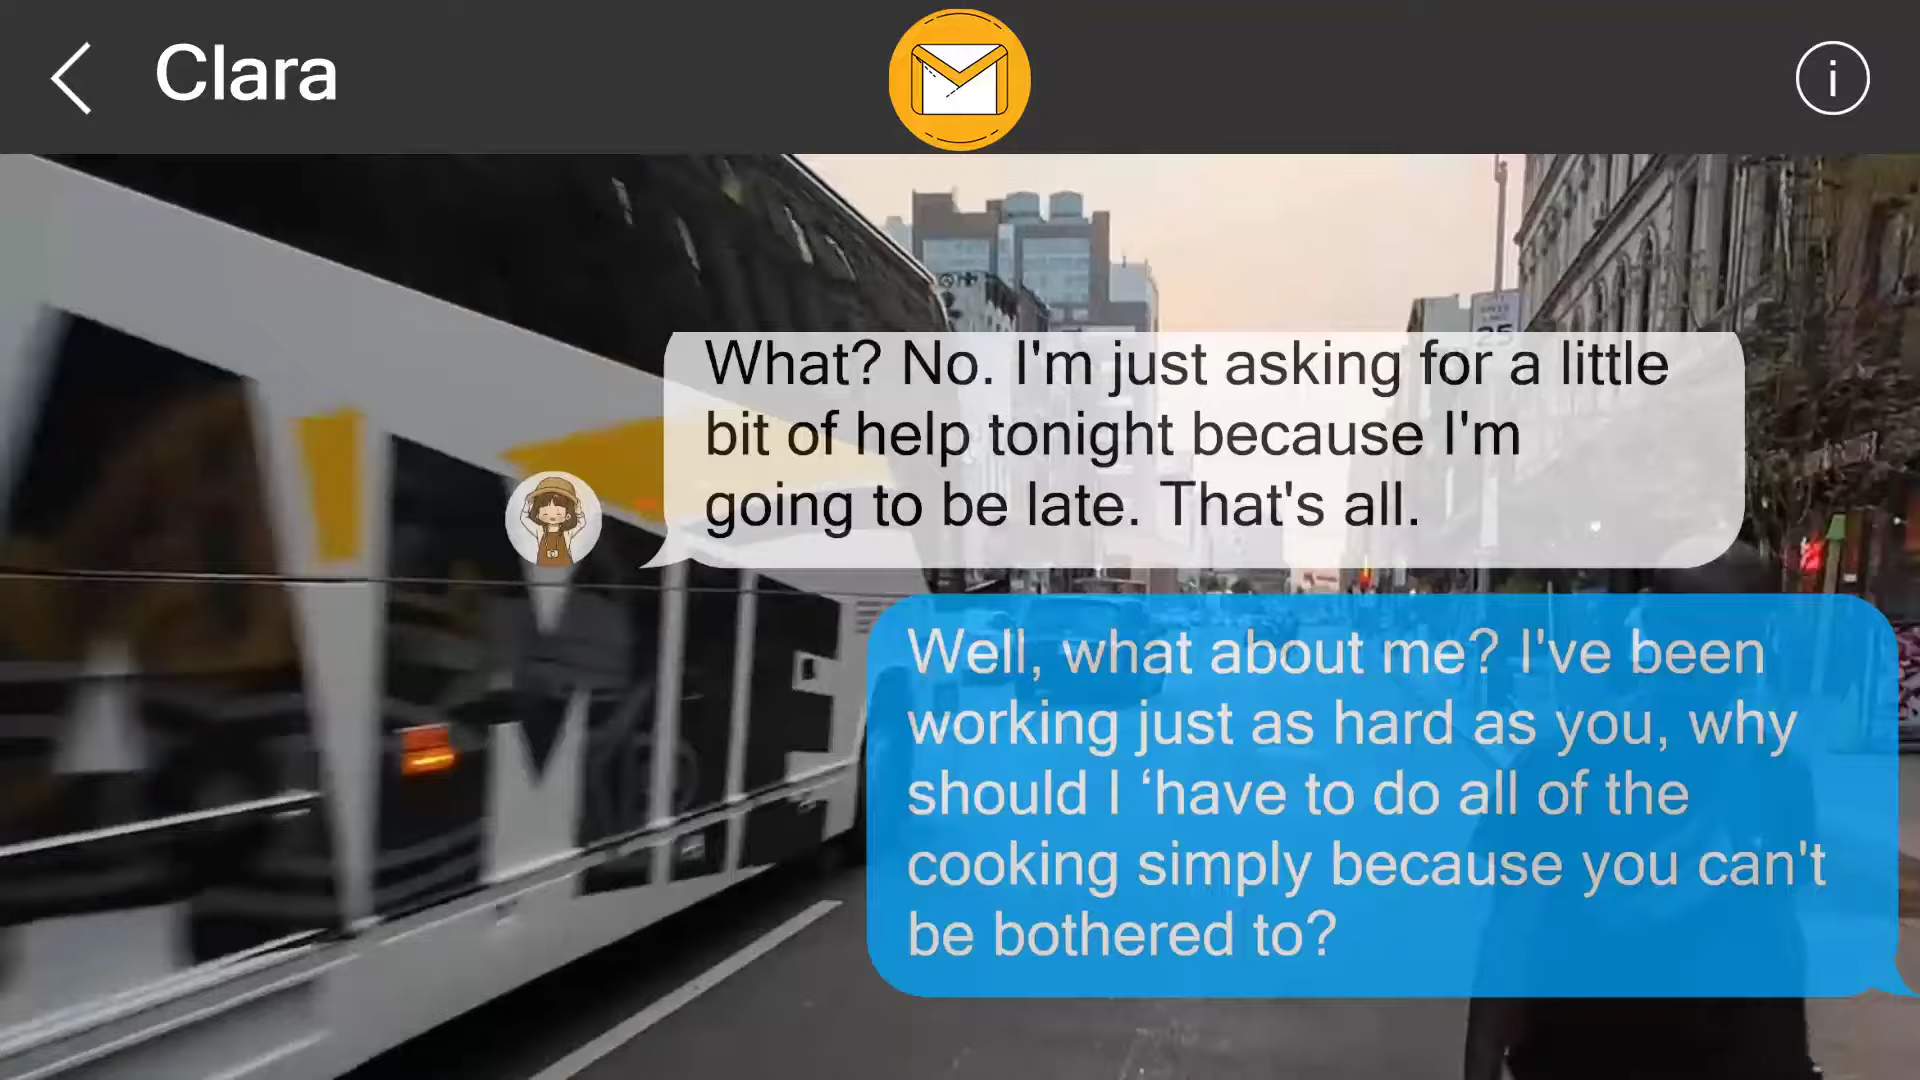 Clara
i
What? No. I'm just asking for a little
bit of help tonight because I'm
going to be late. That's all.
25
Well, what about me? I've been
working just as hard as you, why
should I ‘have to do all of the
cooking simply because you can't
be bothered to?